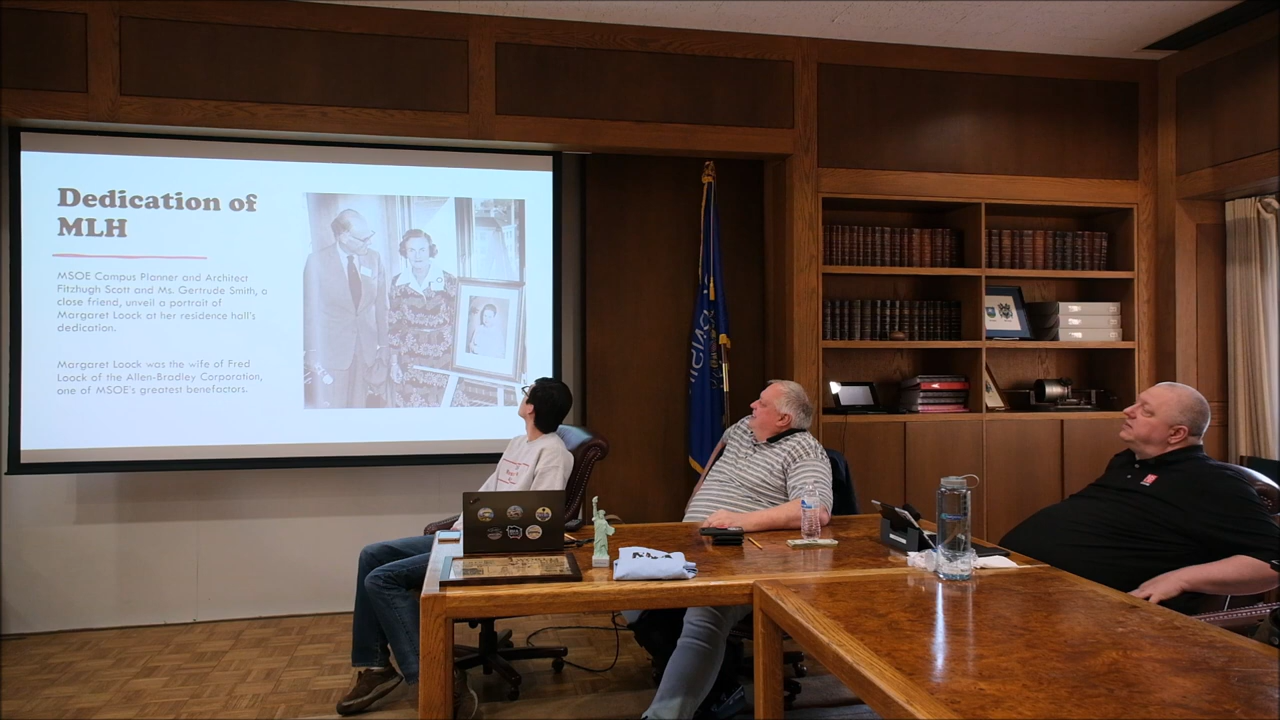 Dedication of
MLH
MSOE Campus Planner and Architect
Fitzhugh Scott and Ms. Gertrude Smith, a
close friend, unveil a portrait of
Margaret Loock at her residence hall's
dedication.
Margaret Loock was the wife of Fred
Loock of the Allen-Bradley Corporation,
one of MSOE's greatest benefactors.